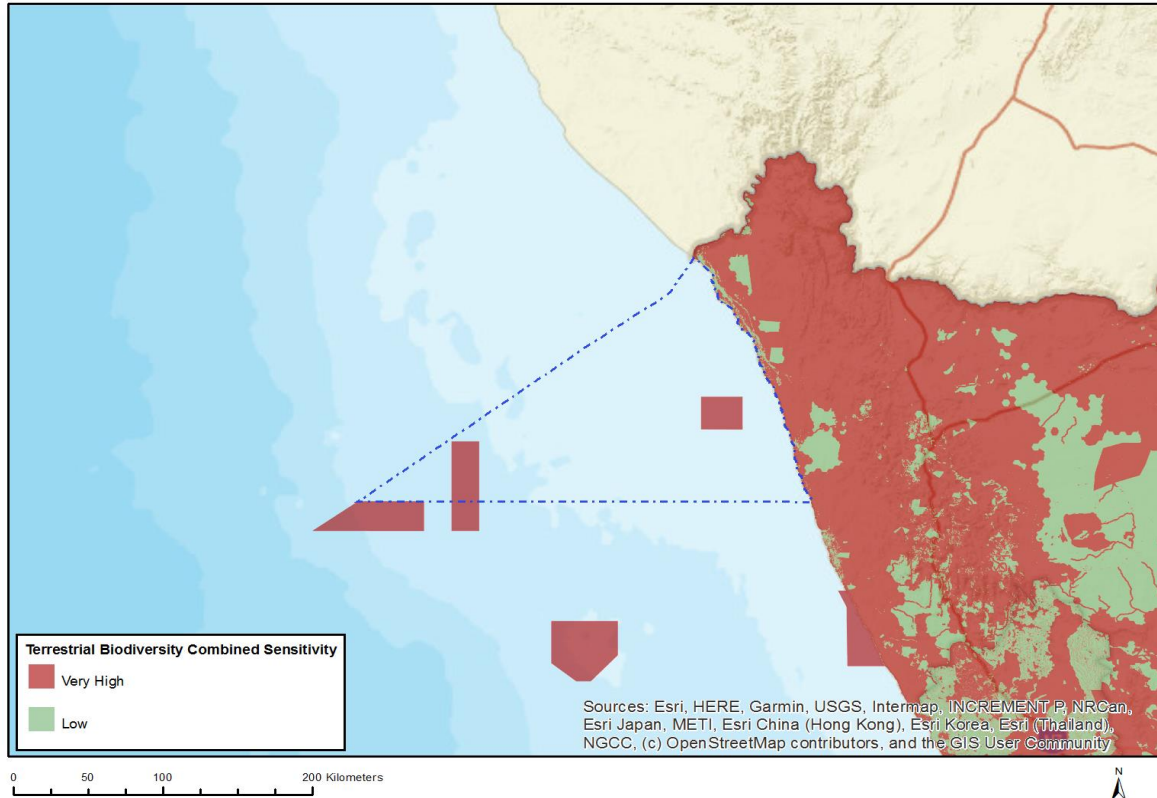 Terrestrial Biodiversity Combined Sensitivity
Very High
Low
Sources: Esri, HERE, Garmin, USGS, Intermap, INCREMENT P, NRCan,
Esri Japan, METI, Esri China (Hong Kong), Esri Korea, Esri (Thailand),
NGCC, (c) OpenStreetMap contributors, and the GIS User Community
0 50 100 200 Kilometers
N